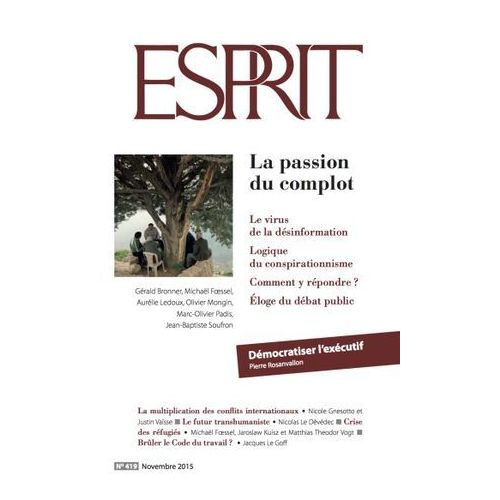 ESPRIT
La passion
du complot
Le virus
de la désinformation
Logique
du conspirationnisme
Comment y répondre ?
Éloge du débat public
Gérald Bronner, Michaël Fœssel,
Aurélie Ledoux, Olivier Mongin,
Marc-Olivier Padis,
Jean-Baptiste Soufron
Démocratiser l'exécutif
Pierre Rosanvallon
La multiplication des conflits internationaux • Nicole Gnesotto et
Justin Vaïsse ■ Le futur transhumaniste • Nicolas Le Dévédec ■ Crise
des réfugiés • Michaël Fœssel, Jaroslaw Kuisz et Matthias Theodor Vogt ■
Brûler le Code du travail ? • Jacques Le Goff
N° 419 Novembre 2015